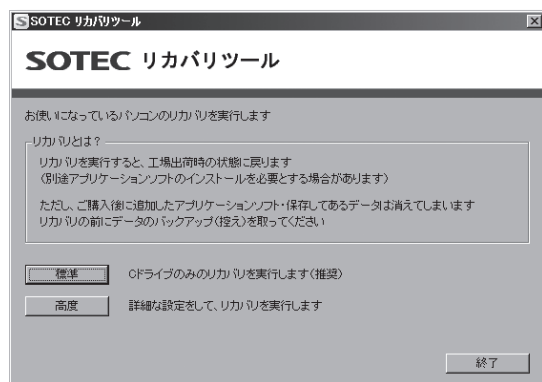 SOTEC リカバリツール
SOTEC リカバリツール
お使いになっているパソコンのリカバリを実行します
リカバリとは？
リカバリを実行すると、工場出荷時の状態に戻ります
（別途アプリケーションソフトのインストールを必要とする場合があります）
ただし、ご購入後に追加したアプリケーションソフト・保存してあるデータは消えてしまいます
リカバリの前にデータのバックアップ（控え）を取ってください
標準 Cドライブのみのリカバリを実行します（推奨）
高度 詳細な設定をして、リカバリを実行します
終了